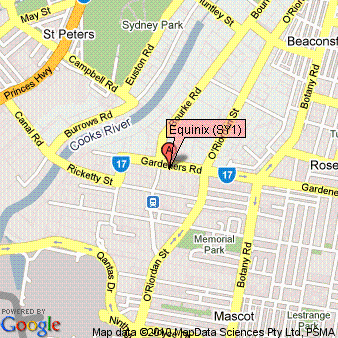 May St
St Peters
Princes Hwy
Sydney Park
Euston Rd
Campbell Rd
Huntley St
O'Riordan St
Beaconsf
Botany Rd
Canal Rd
Burrows Rd
Cooks River
Bourke Rd
O'Riordan St
Equinix (SY1)
A
Gardeners Rd
17
17
Rose
Gardene
Ricketty St
Memorial
Park
Botany Rd
Qantas Dr
O'Riordan St
Mascot
Lestrange
Park
POWERED BY
Google
Map data ©2010 MapData Sciences Pty Ltd, PSMA